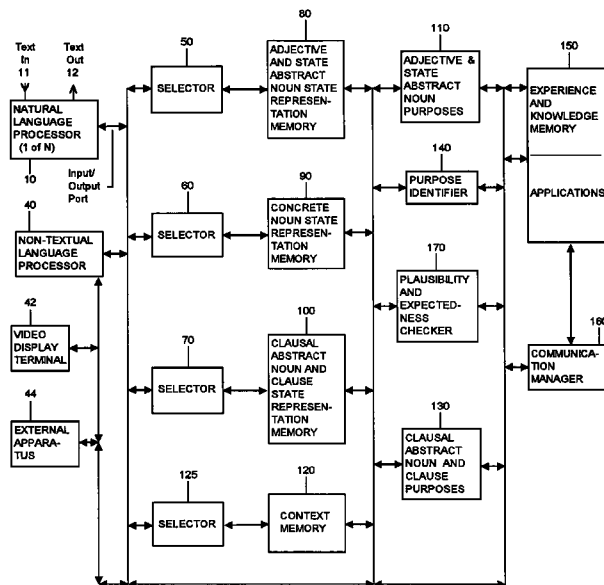 Text
In
11
Text
Out
12
NATURAL
LANGUAGE
PROCESSOR
(1 of N)
10
Input/
Output
Port
40
NON-TEXTUAL
LANGUAGE
PROCESSOR
42
VIDEO
DISPLAY
TERMINAL
44
EXTERNAL
APPARA-
TUS
50
SELECTOR
60
SELECTOR
70
SELECTOR
125
SELECTOR
80
ADJECTIVE
AND STATE
ABSTRACT
NOUN STATE
REPRESEN-
TATION
MEMORY
90
CONCRETE
NOUN STATE
REPRESEN-
TATION
MEMORY
100
CLAUSAL
ABSTRACT
NOUN AND
CLAUSE
STATE
REPRESEN-
TATION
MEMORY
120
CONTEXT
MEMORY
110
ADJECTIVE &
STATE
ABSTRACT
NOUN
PURPOSES
140
PURPOSE
IDENTIFIER
170
PLAUSIBILITY
AND
EXPECTED-
NESS
CHECKER
130
CLAUSAL
ABSTRACT
NOUN AND
CLAUSE
PURPOSES
150
EXPERIENCE
AND
KNOWLEDGE
MEMORY
APPLICATIONS
160
COMMUNICA-
TION
MANAGER